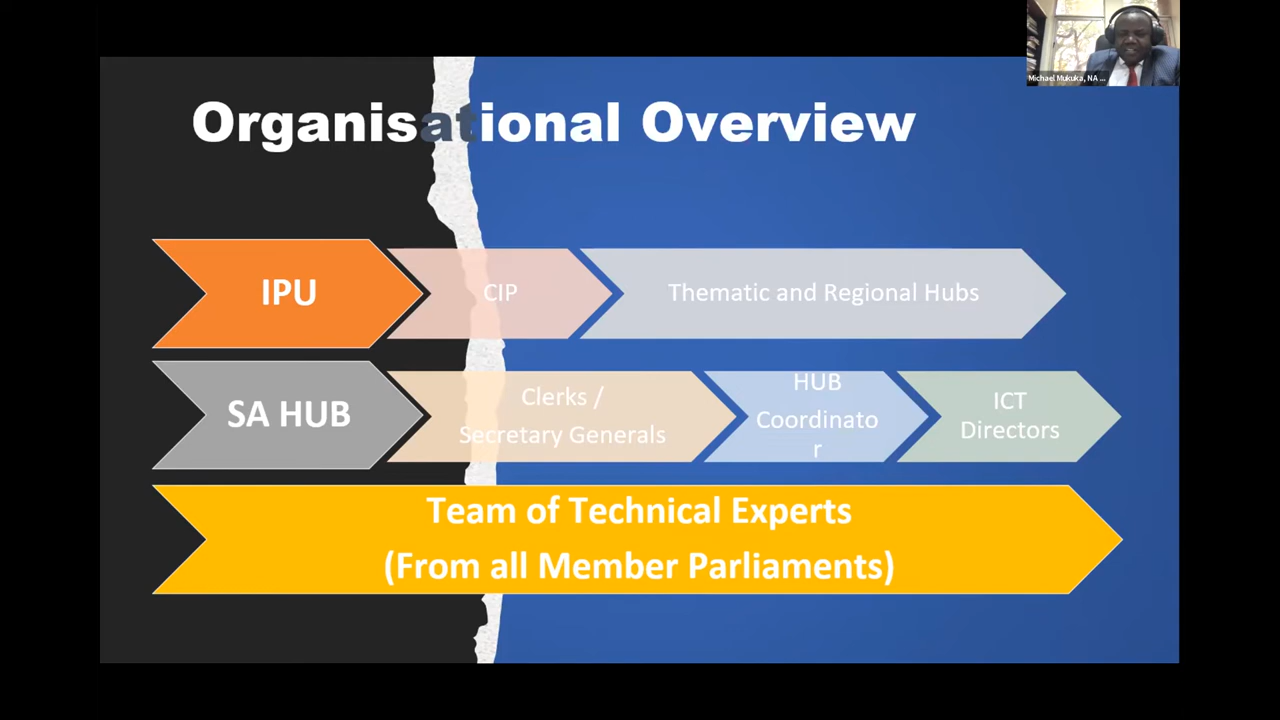 Michael Mukuka, NA ...
Organisational Overview
IPU
CIP
Thematic and Regional Hubs
SA HUB
Clerks /
Secretary Generals
HUB
Coordinato
r
ICT
Directors
Team of Technical Experts
(From all Member Parliaments)